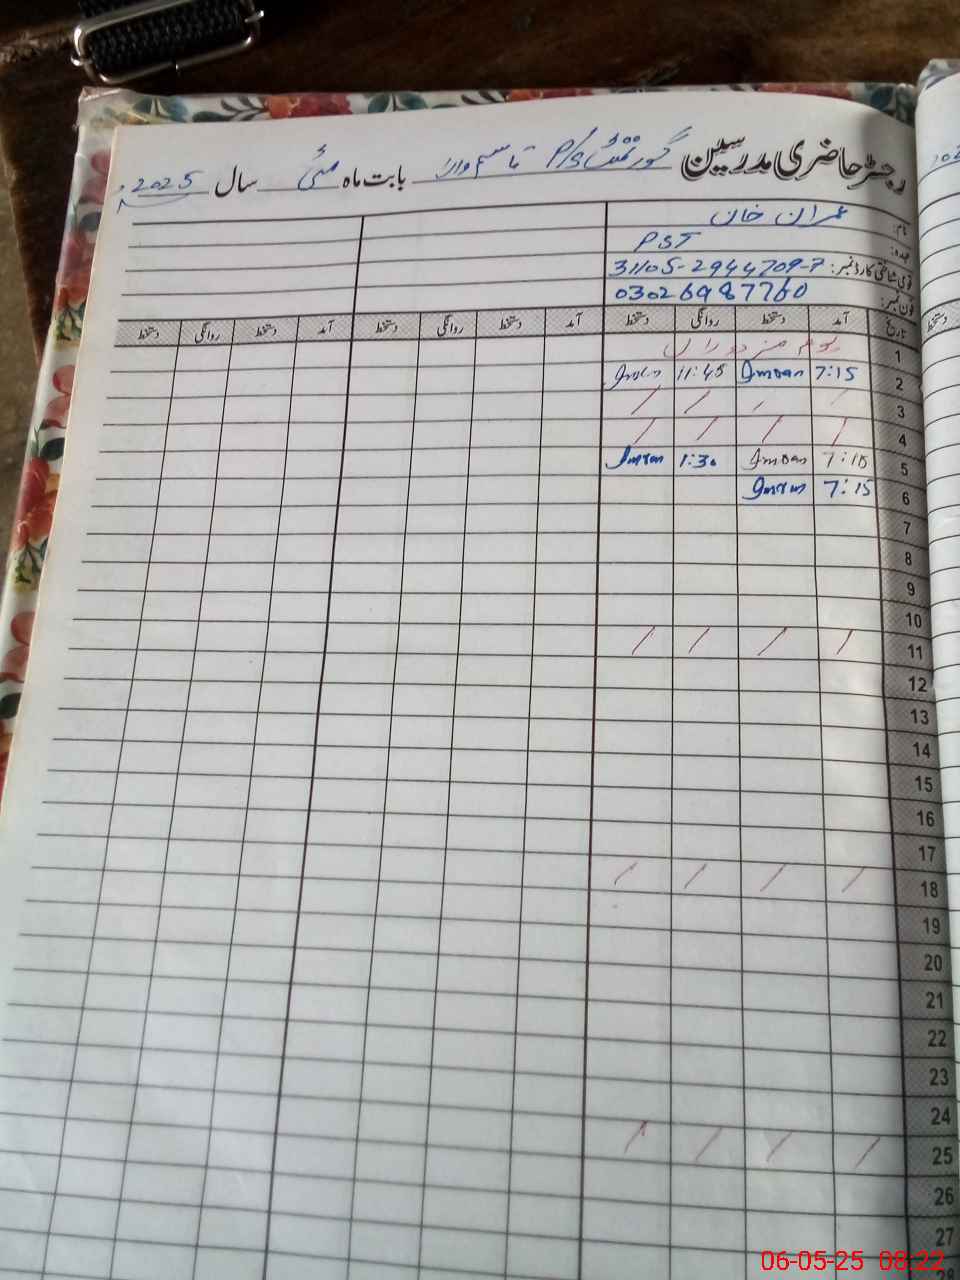 رجسٹر حاضری مدرسین گورنمنٹ P/S قاسم والا بابت ماہ مئی سال 2025ء
نام: عمران خان
عہدہ: PST
قومی شناختی کارڈ نمبر: 31105-2944709-7
فون نمبر: 03026987760
تاریخ آمد دستخط روانگی دستخط آمد دستخط روانگی دستخط آمد دستخط روانگی دستخط
1 یوم مزدوراں
2 7:15 Imran 11:45 Imran
3 / / / /
4 / / / /
5 7:15 Imran 1:30 Imran
6 7:15 Imran
7
8
9
10
11 / / / /
12
13
14
15
16
17
18 / / / /
19
20
21
22
23
24
25 / / / /
26
27
28
06-05-25 08:22